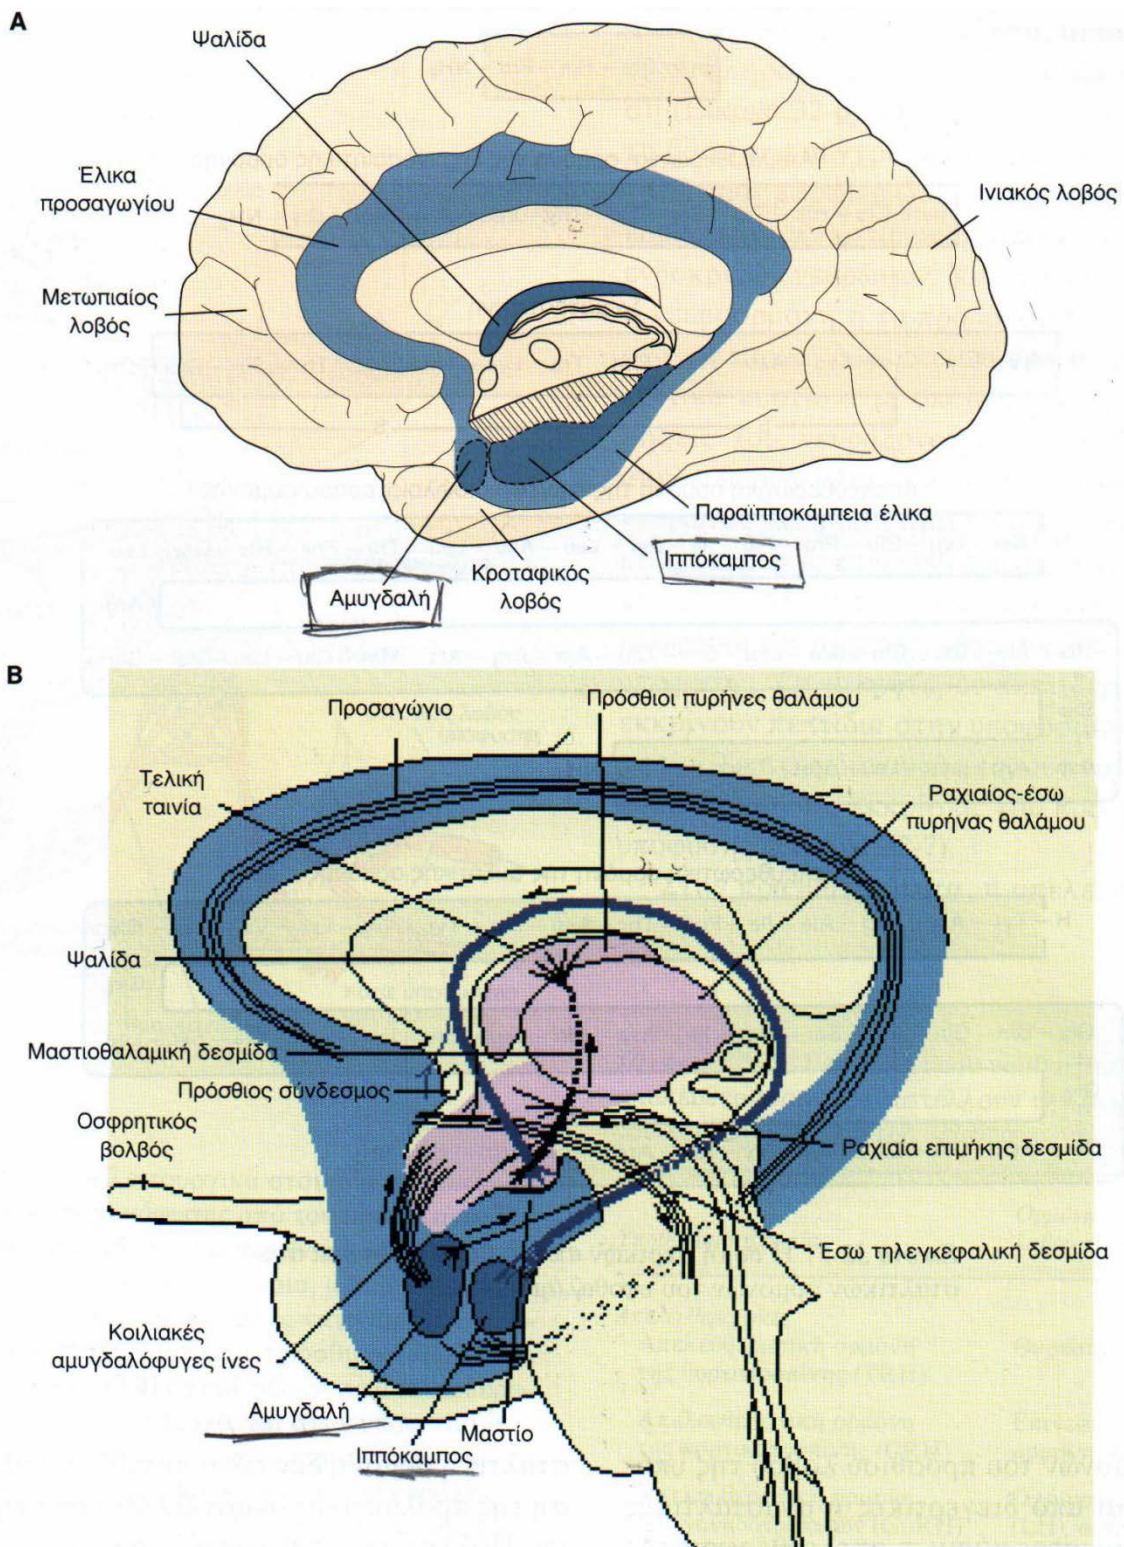 A
Ψαλίδα
Έλικα
προσαγωγίου
Ινιακός λοβός
Μετωπιαίος
λοβός
Παραϊπποκάμπεια έλικα
Ιππόκαμπος
Κροταφικός
λοβός
Αμυγδαλή
B
Προσαγώγιο
Πρόσθιοι πυρήνες θαλάμου
Τελική
ταινία
Ραχιαίος-έσω
πυρήνας θαλάμου
Ψαλίδα
Μαστιοθαλαμική δεσμίδα
Πρόσθιος σύνδεσμος
Οσφρητικός
βολβός
Ραχιαία επιμήκης δεσμίδα
Έσω τηλεγκεφαλική δεσμίδα
Κοιλιακές
αμυγδαλόφυγες ίνες
Αμυγδαλή
Μαστίο
Ιππόκαμπος